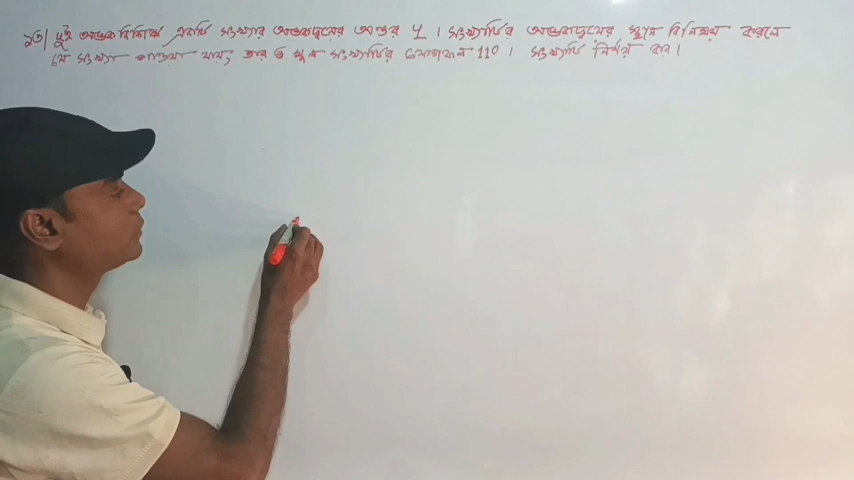 ১৩| দুই অঙ্কবিশিষ্ট একটি সংখ্যার অঙ্কদ্বয়ের অন্তর 4 । সংখ্যাটির অঙ্কদ্বয়ের স্থান বিনিময় করলে
যে সংখ্যা পাওয়া যায়, তার ও মূল সংখ্যাটির যোগফল 110 । সংখ্যাটি নির্ণয় কর।